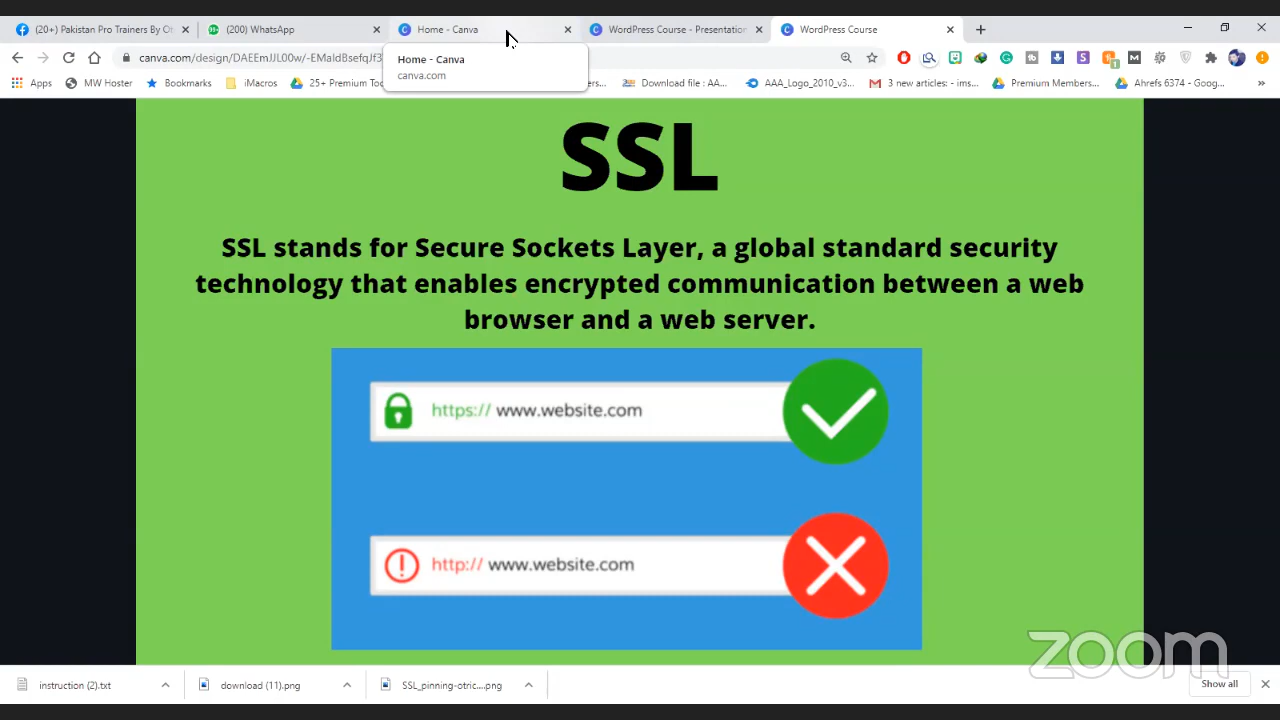 (20+) Pakistan Pro Trainers By Ot
(200) WhatsApp
Home - Canva
WordPress Course - Presentation
WordPress Course
canva.com/design/DAEEmJJL00w/-EMaldBaqJf3
Home - Canva
canva.com
Apps
MW Hoster
Bookmarks
iMacros
25+ Premium Too
Download file : AA...
AAA_Logo_2010_v3...
3 new articles: - ims...
Premium Members...
Ahrefs 6374 - Goog...
SSL
SSL stands for Secure Sockets Layer, a global standard security
technology that enables encrypted communication between a web
browser and a web server.
https:// www.website.com
http:// www.website.com
zoom
instruction (2).txt
download (11).png
SSL_pinning-otric....png
Show all